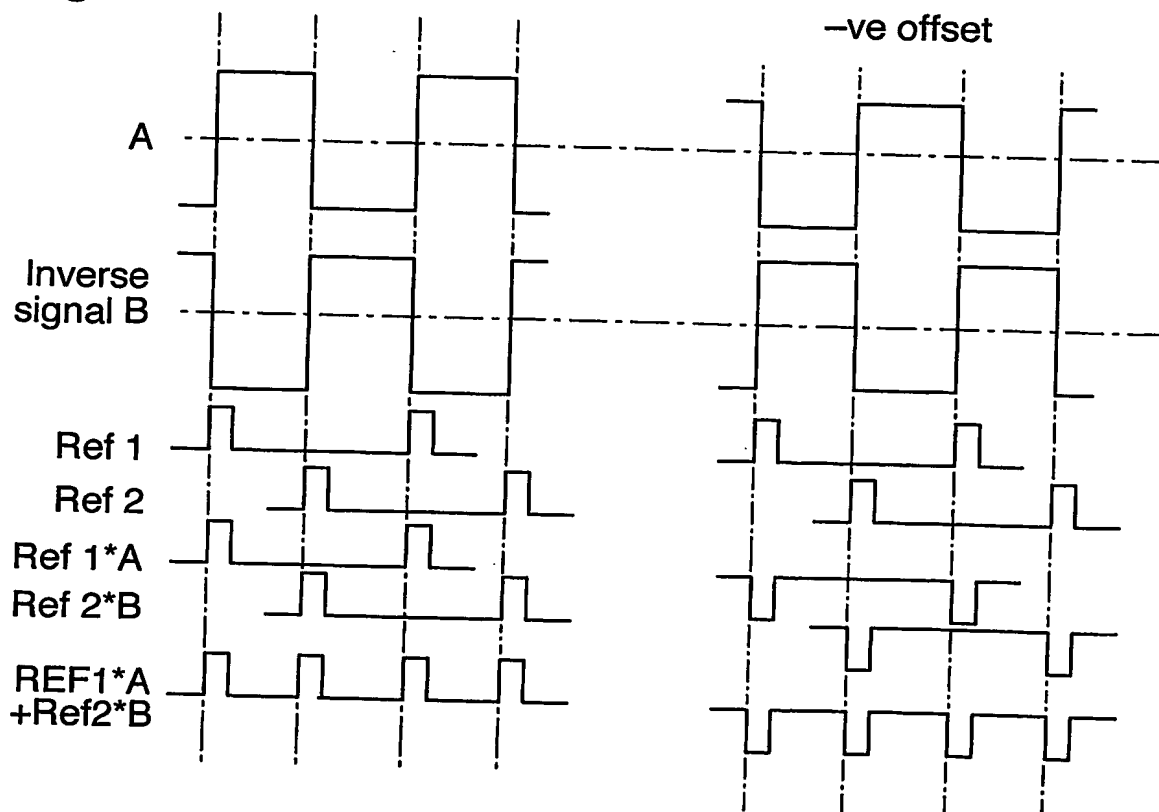 –ve offset
A
Inverse
signal B
Ref 1
Ref 2
Ref 1*A
Ref 2*B
REF1*A
+Ref2*B